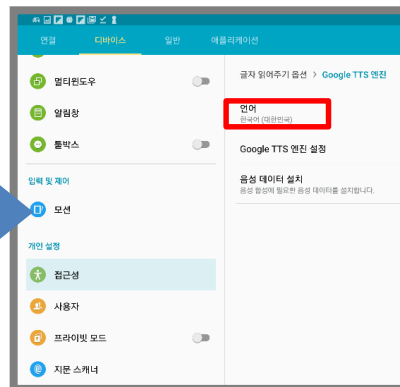 연결 디바이스 일반 애플리케이션
멀티윈도우
알림창
툴박스
입력 및 제어
모션
개인 설정
접근성
사용자
프라이빗 모드
지문 스캐너
글자 읽어주기 옵션 > Google TTS 엔진
언어
한국어 (대한민국)
Google TTS 엔진 설정
음성 데이터 설치
음성 합성에 필요한 음성 데이터를 설치합니다.